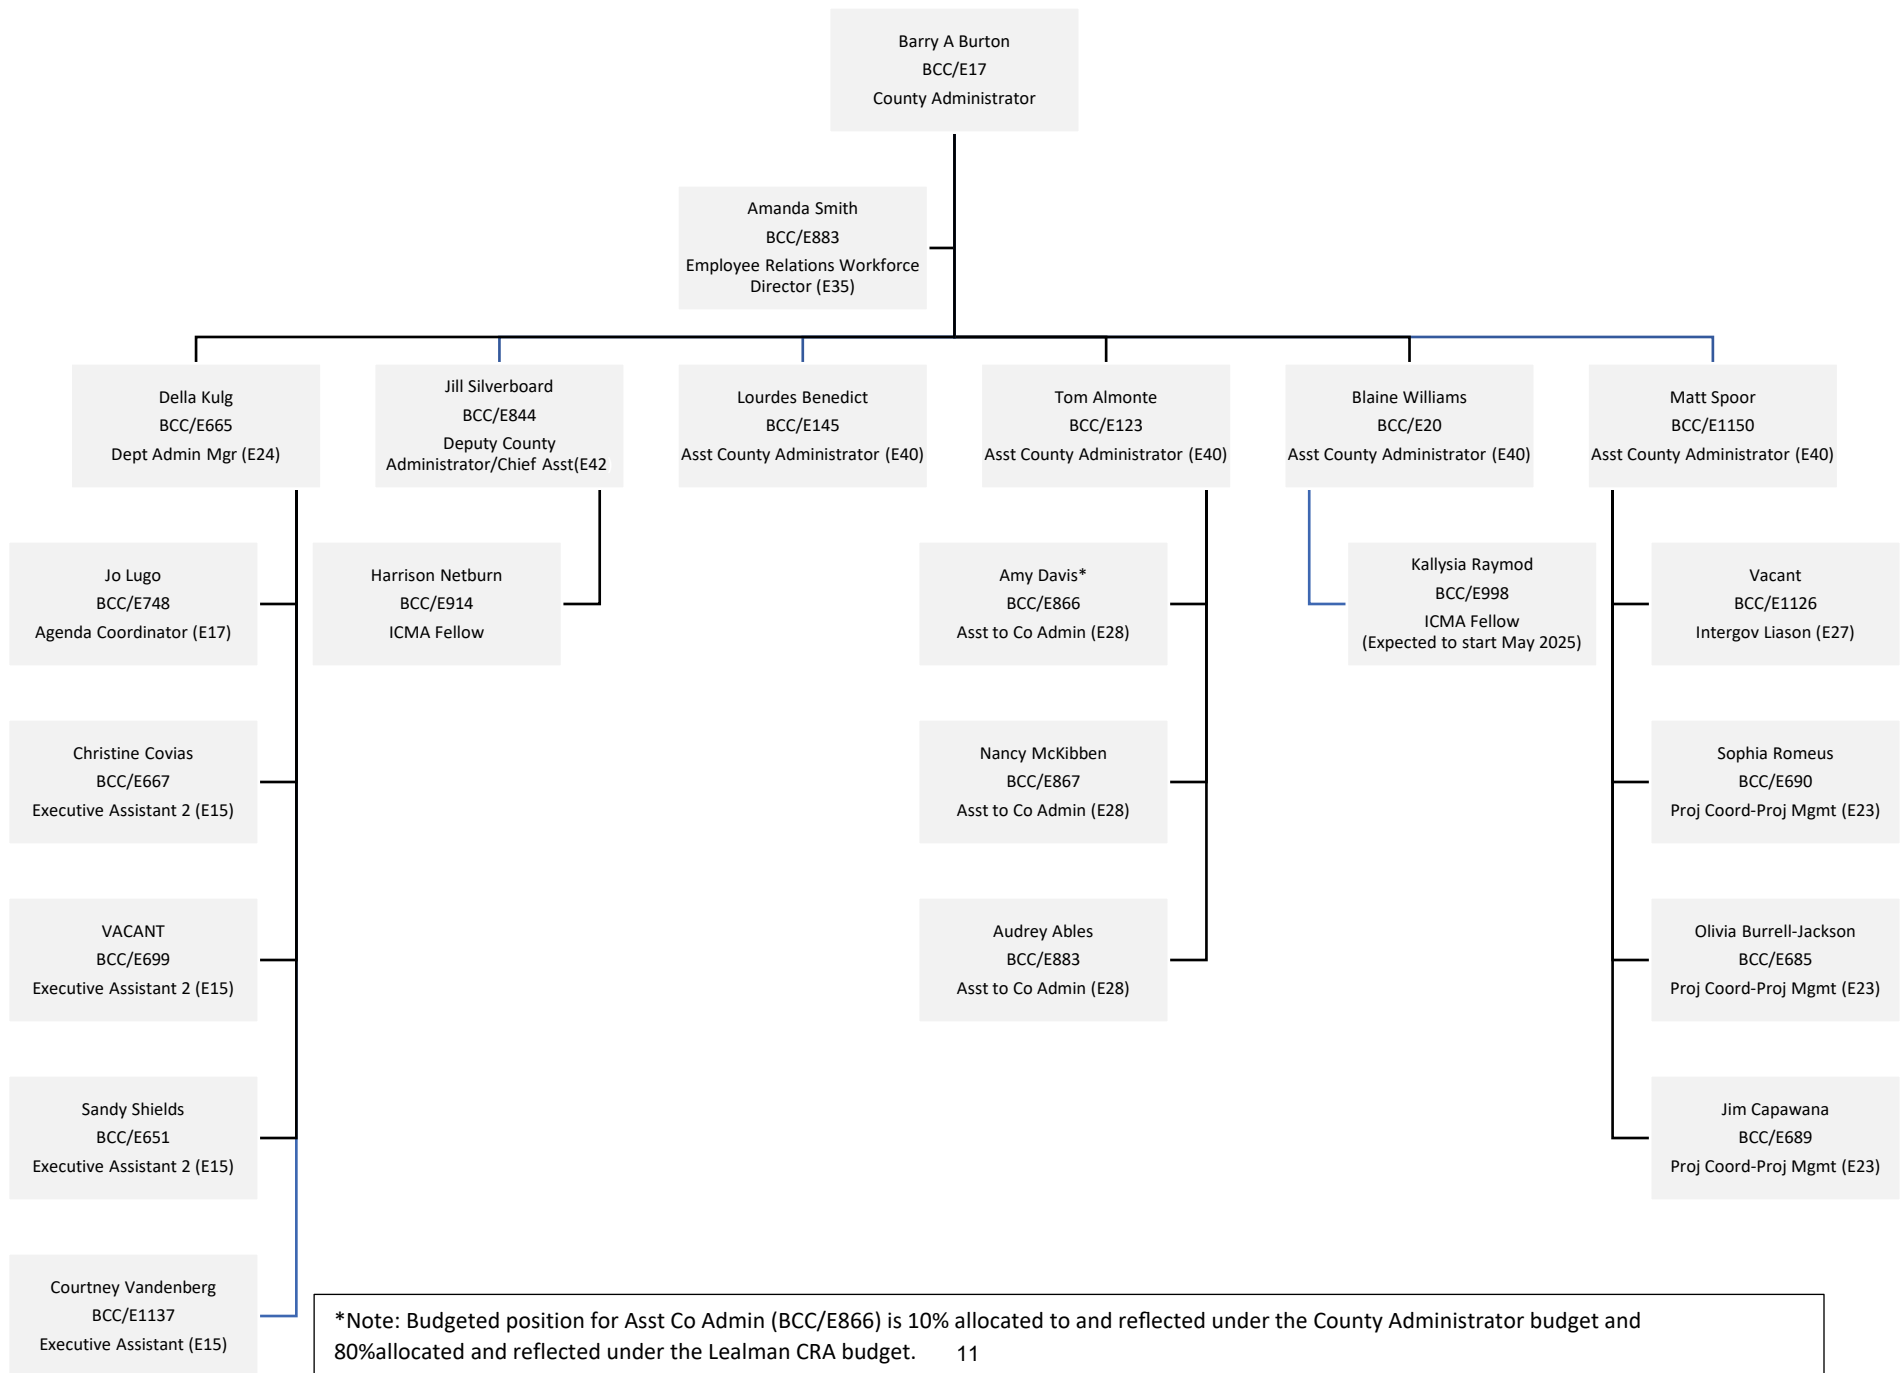 Barry A Burton
BCC/E17
County Administrator
Amanda Smith
BCC/E883
Employee Relations Workforce
Director (E35)
Della Kulg
BCC/E665
Dept Admin Mgr (E24)
Jill Silverboard
BCC/E844
Deputy County
Administrator/Chief Asst(E42
Lourdes Benedict
BCC/E145
Asst County Administrator (E40)
Tom Almonte
BCC/E123
Asst County Administrator (E40)
Blaine Williams
BCC/E20
Asst County Administrator (E40)
Matt Spoor
BCC/E1150
Asst County Administrator (E40)
Jo Lugo
BCC/E748
Agenda Coordinator (E17)
Harrison Netburn
BCC/E914
ICMA Fellow
Amy Davis*
BCC/E866
Asst to Co Admin (E28)
Kallysia Raymod
BCC/E998
ICMA Fellow
(Expected to start May 2025)
Vacant
BCC/E1126
Intergov Liason (E27)
Christine Covias
BCC/E667
Executive Assistant 2 (E15)
Nancy McKibben
BCC/E867
Asst to Co Admin (E28)
Sophia Romeus
BCC/E690
Proj Coord-Proj Mgmt (E23)
VACANT
BCC/E699
Executive Assistant 2 (E15)
Audrey Ables
BCC/E883
Asst to Co Admin (E28)
Olivia Burrell-Jackson
BCC/E685
Proj Coord-Proj Mgmt (E23)
Sandy Shields
BCC/E651
Executive Assistant 2 (E15)
Jim Capawana
BCC/E689
Proj Coord-Proj Mgmt (E23)
Courtney Vandenberg
BCC/E1137
Executive Assistant (E15)
*Note: Budgeted position for Asst Co Admin (BCC/E866) is 10% allocated to and reflected under the County Administrator budget and
80%allocated and reflected under the Lealman CRA budget.
11